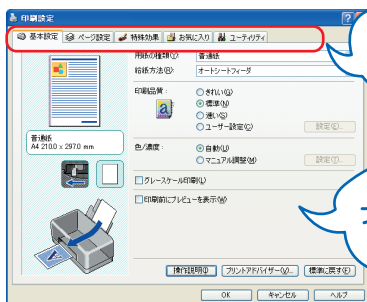 印刷設定
基本設定 ページ設定 特殊効果 お気に入り ユーティリティ
用紙の種類(Y): 普通紙
給紙方法(R): オートシートフィーダ
印刷品質: きれい(G)
標準(N)
速い(S)
ユーザー設定(C) 設定(E)...
普通紙
A4 210.0 x 297.0 mm
色/濃度: 自動(U)
マニュアル調整(M) 設定(T)...
グレースケール印刷(L)
印刷前にプレビューを表示(W)
操作説明(I) プリントアドバイザー(V)... 標準に戻す(F)
OK キャンセル ヘルプ